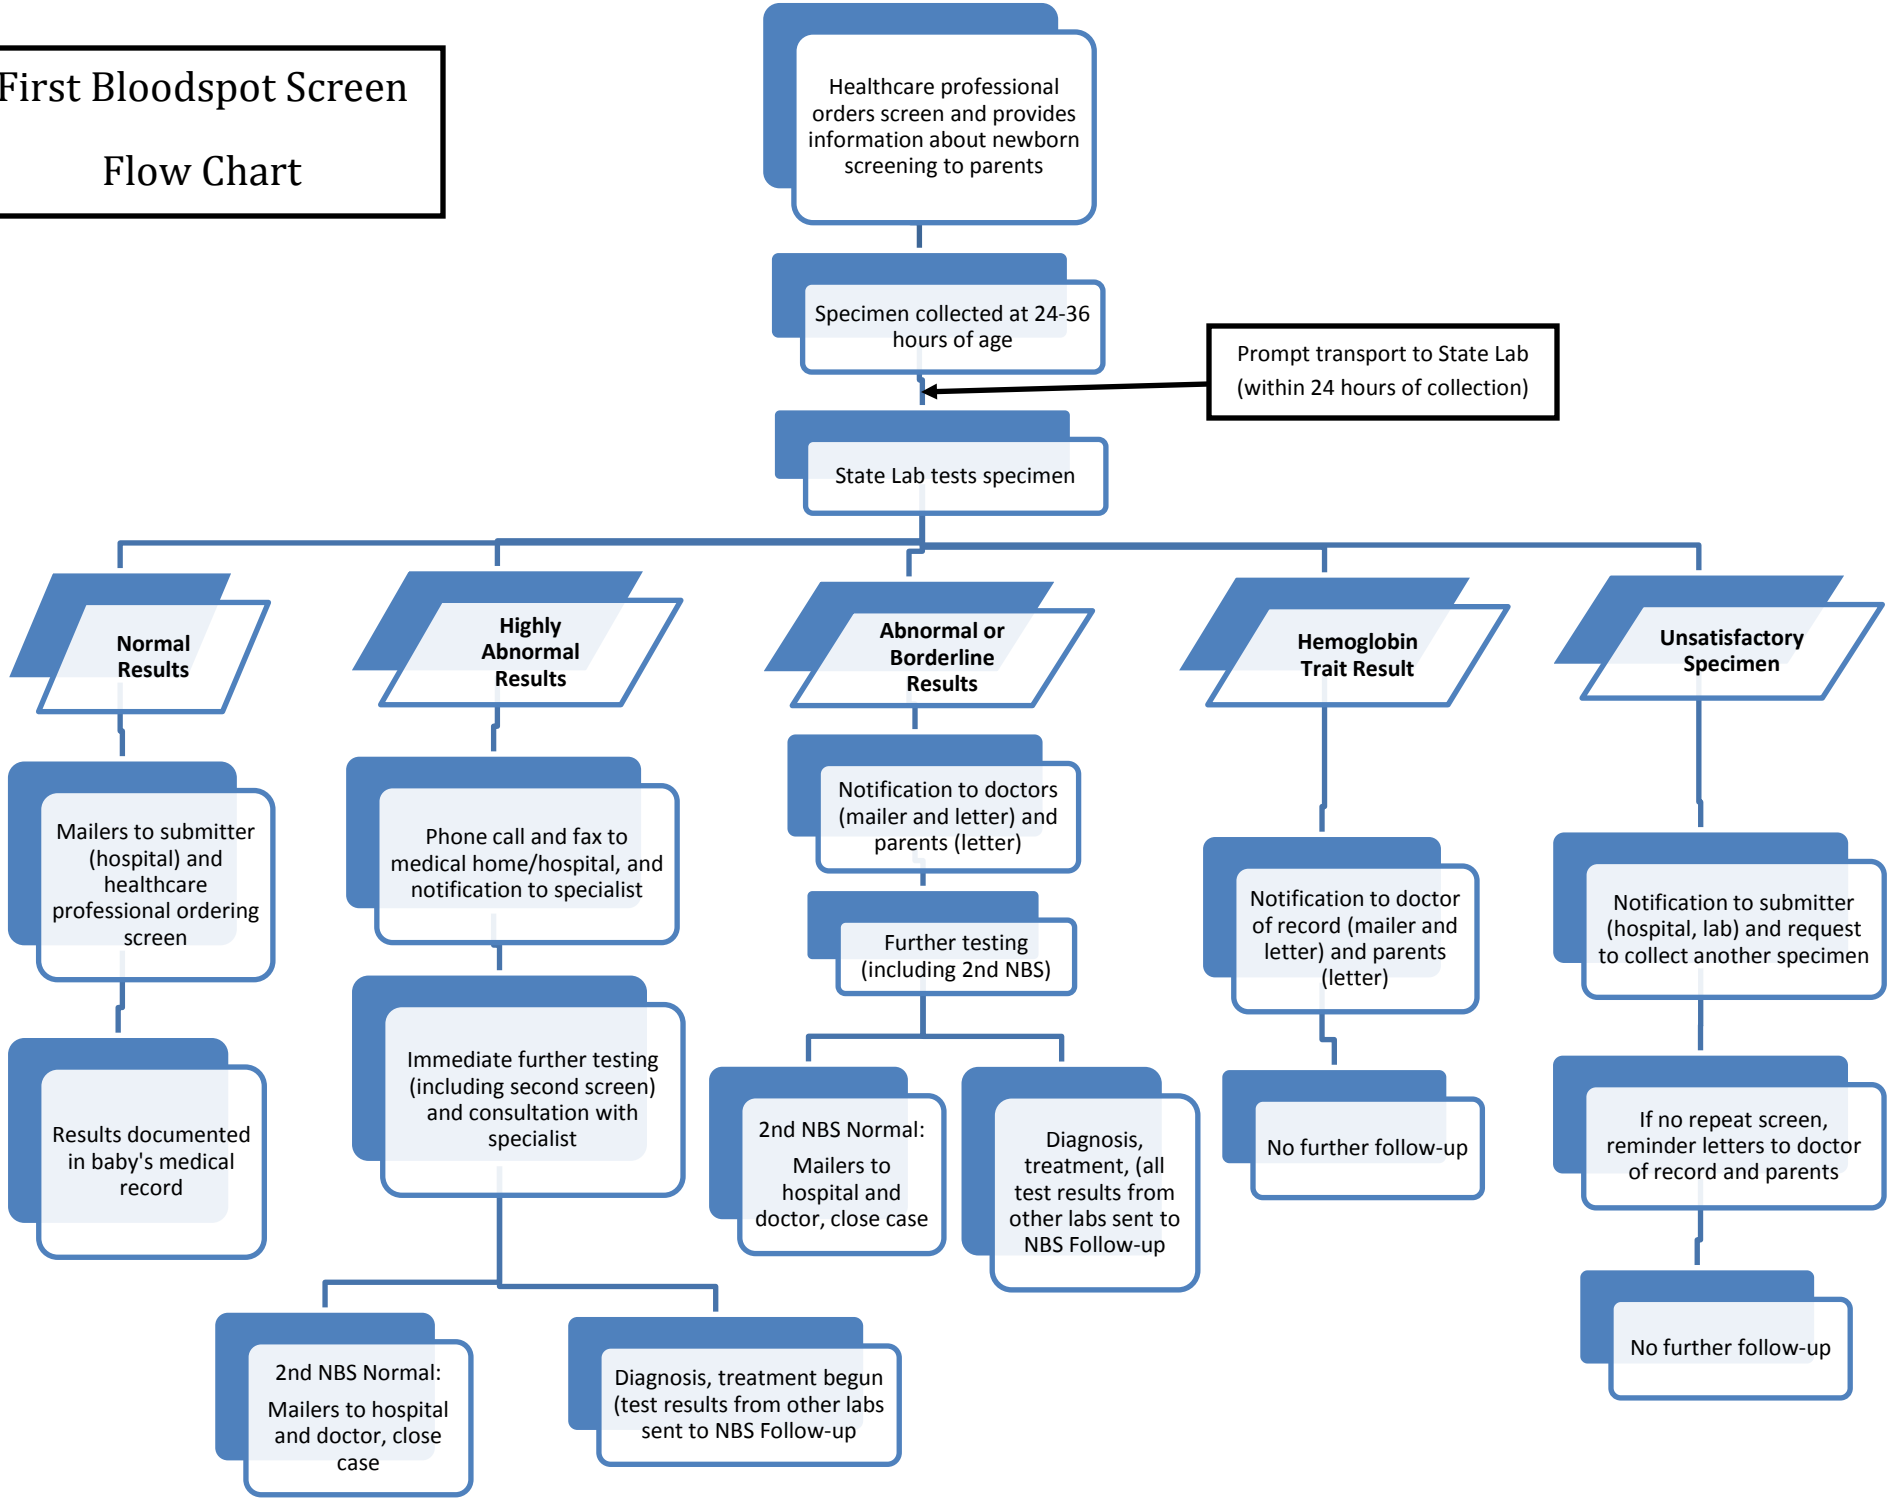 First Bloodspot Screen
Flow Chart
Healthcare professional
orders screen and provides
information about newborn
screening to parents
Specimen collected at 24-36
hours of age
Prompt transport to State Lab
(within 24 hours of collection)
State Lab tests specimen
Normal
Results
Mailers to submitter
(hospital) and
healthcare
professional ordering
screen
Results documented
in baby's medical
record
Highly
Abnormal
Results
Phone call and fax to
medical home/hospital, and
notification to specialist
Immediate further testing
(including second screen)
and consultation with
specialist
2nd NBS Normal:
Mailers to hospital
and doctor, close
case
Diagnosis, treatment begun
(test results from other labs
sent to NBS Follow-up
Abnormal or
Borderline
Results
Notification to doctors
(mailer and letter) and
parents (letter)
Further testing
(including 2nd NBS)
2nd NBS Normal:
Mailers to
hospital and
doctor, close case
Diagnosis,
treatment, (all
test results from
other labs sent to
NBS Follow-up
Hemoglobin
Trait Result
Notification to doctor
of record (mailer and
letter) and parents
(letter)
No further follow-up
Unsatisfactory
Specimen
Notification to submitter
(hospital, lab) and request
to collect another specimen
If no repeat screen,
reminder letters to doctor
of record and parents
No further follow-up